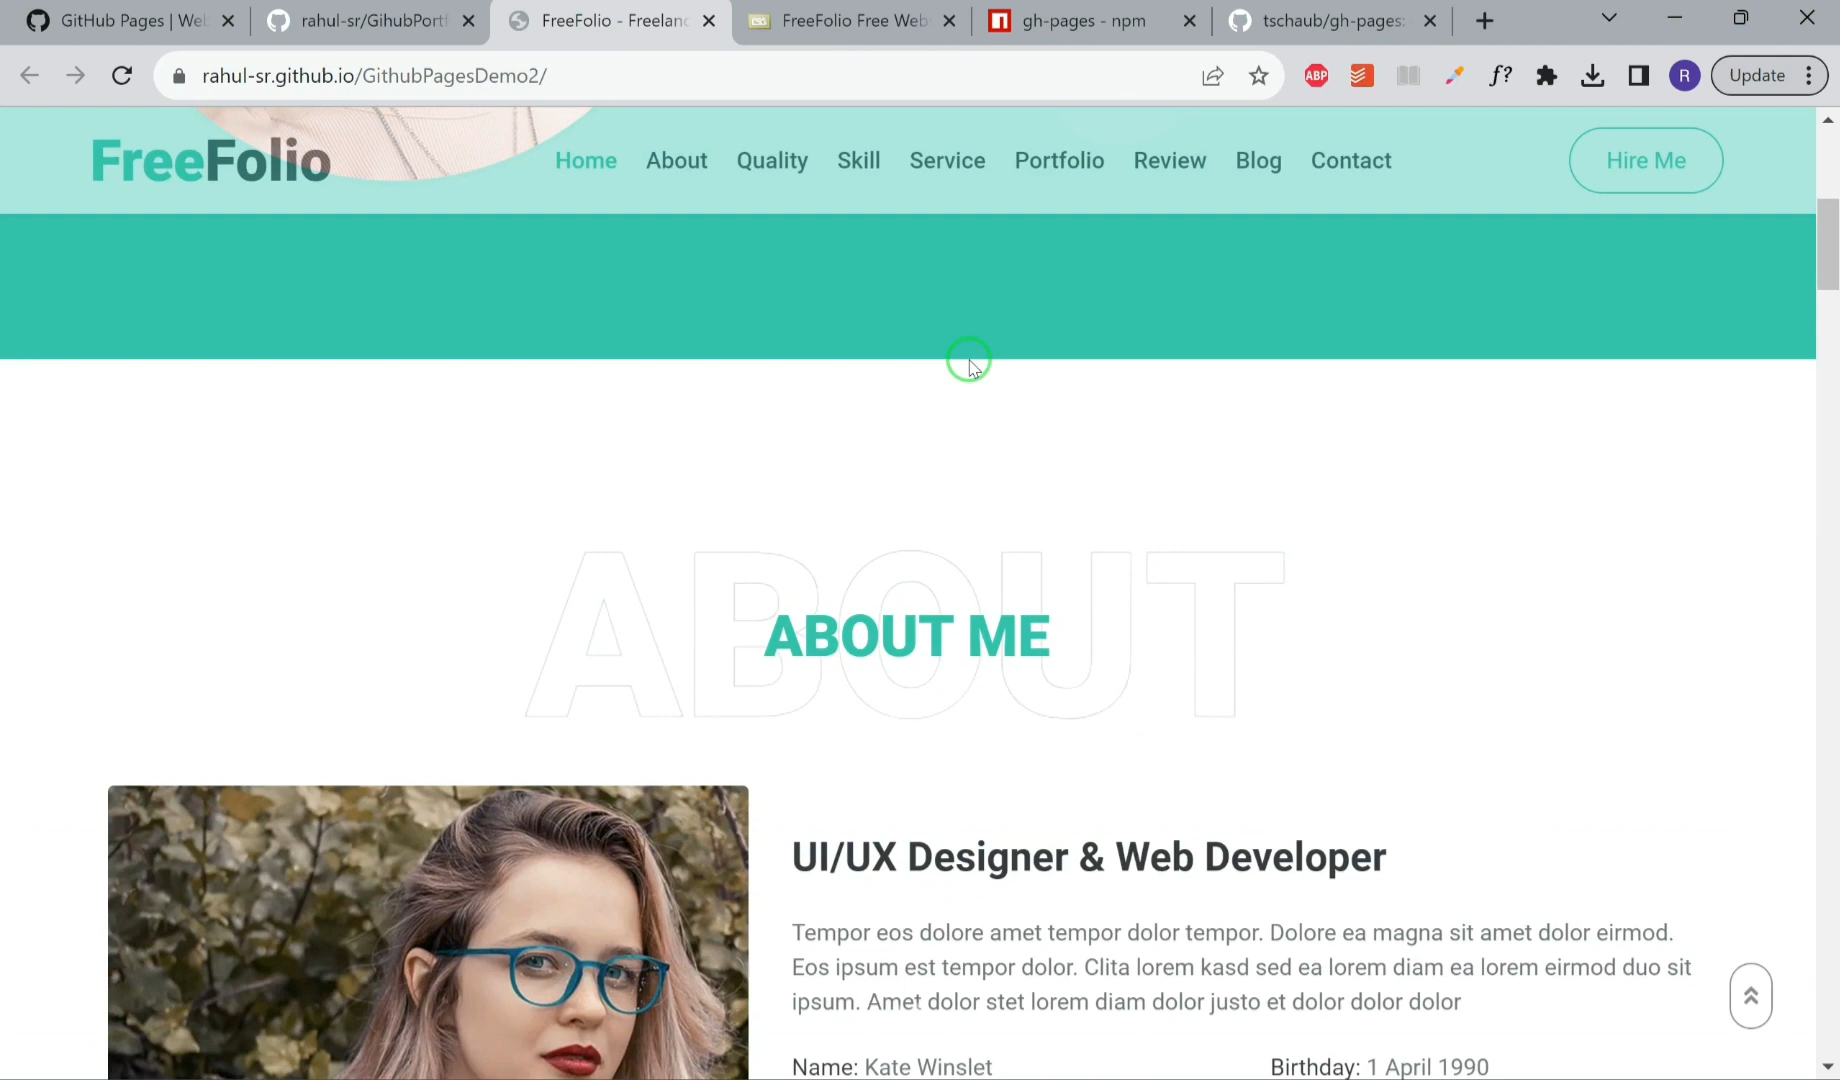 GitHub Pages | Web
rahul-sr/GihubPortf
FreeFolio - Freelanc
FreeFolio Free Web
gh-pages - npm
tschaub/gh-pages:
rahul-sr.github.io/GithubPagesDemo2/
ABP
f?
R
Update
FreeFolio
Home
About
Quality
Skill
Service
Portfolio
Review
Blog
Contact
Hire Me
ABOUT
ABOUT ME
UI/UX Designer & Web Developer
Tempor eos dolore amet tempor dolor tempor. Dolore ea magna sit amet dolor eirmod.
Eos ipsum est tempor dolor. Clita lorem kasd sed ea lorem diam ea lorem eirmod duo sit
ipsum. Amet dolor stet lorem diam dolor justo et dolor dolor dolor
Name: Kate Winslet
Birthday: 1 April 1990